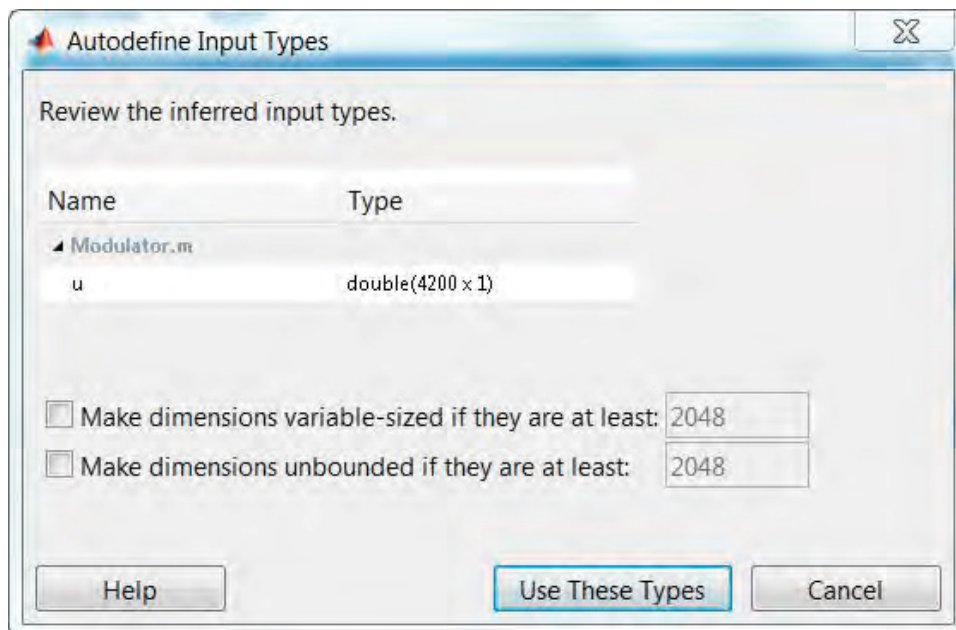 Autodefine Input Types
Review the inferred input types.
Name Type
Modulator.m
u double(4200 x 1)
Make dimensions variable-sized if they are at least: 2048
Make dimensions unbounded if they are at least: 2048
Help Use These Types Cancel